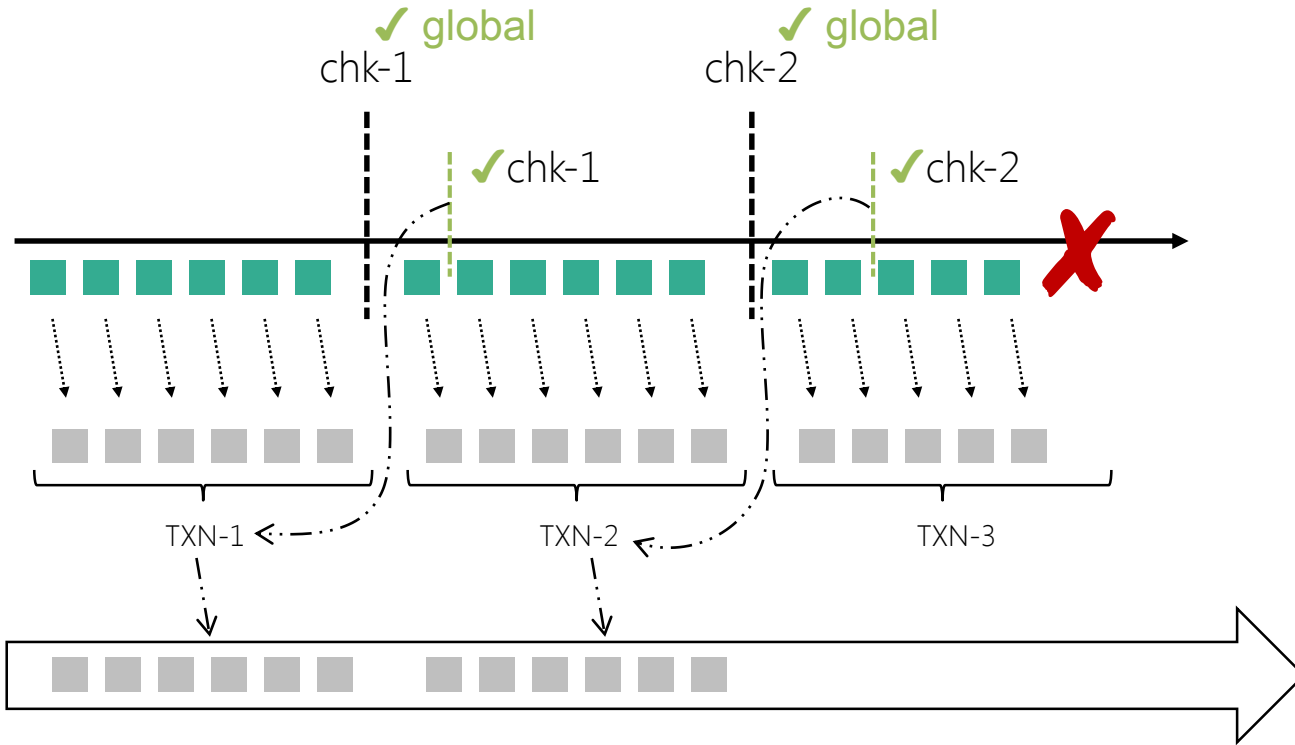 ✔ global
✔ global
chk-1
chk-2
✔chk-1
✔chk-2
TXN-1
TXN-2
TXN-3